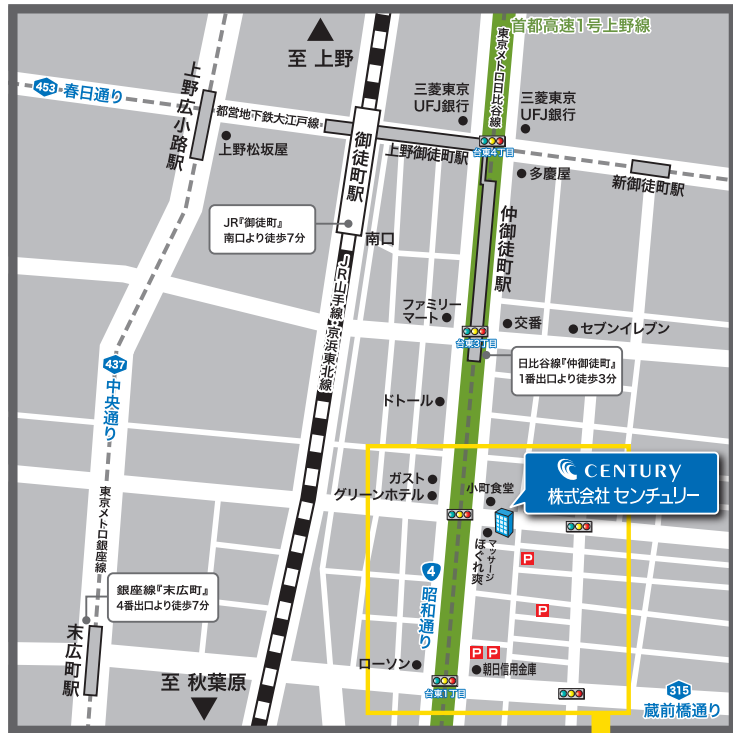 首都高速1号上野線
至 上野
東京メトロ日比谷線
453
春日通り
上野広小路駅
三菱東京
UFJ銀行
三菱東京
UFJ銀行
都営地下鉄大江戸線
御徒町駅
上野御徒町駅
台東4丁目
上野松坂屋
多慶屋
新御徒町駅
JR『御徒町』
南口より徒歩7分
南口
仲御徒町駅
JR山手線・京浜東北線
ファミリー
マート
交番
セブンイレブン
台東3丁目
日比谷線『仲御徒町』
1番出口より徒歩3分
437
中央通り
ドトール
CENTURY
株式会社 センチュリー
ガスト
グリーンホテル
小町食堂
東京メトロ銀座線
マッサージ
ほぐれ爽
P
4
昭和通り
銀座線『末広町』
4番出口より徒歩7分
P
末広町駅
ローソン
P P
朝日信用金庫
至 秋葉原
台東1丁目
315
蔵前橋通り